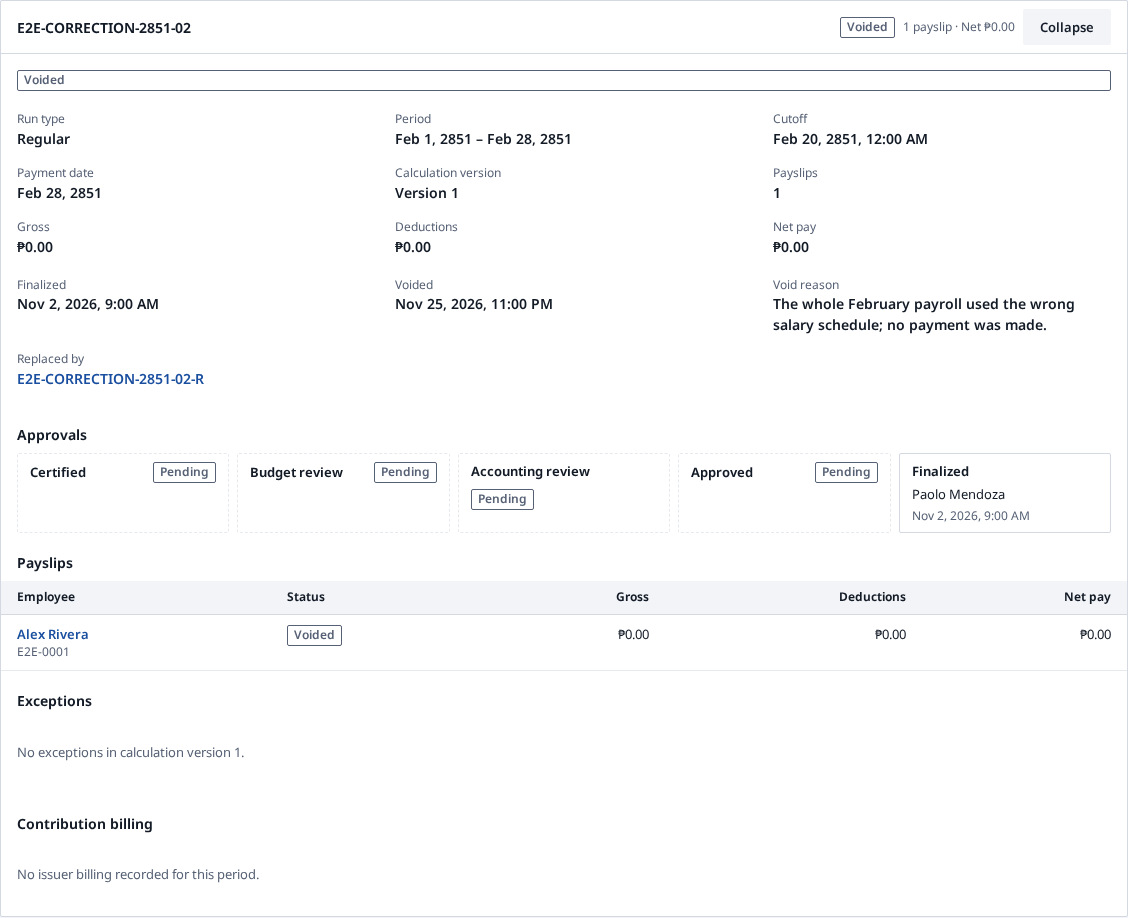 E2E-CORRECTION-2851-02
Voided
1 payslip · Net ₱0.00
Collapse
Voided
Run type
Regular
Period
Feb 1, 2851 – Feb 28, 2851
Cutoff
Feb 20, 2851, 12:00 AM
Payment date
Feb 28, 2851
Calculation version
Version 1
Payslips
1
Gross
₱0.00
Deductions
₱0.00
Net pay
₱0.00
Finalized
Nov 2, 2026, 9:00 AM
Voided
Nov 25, 2026, 11:00 PM
Void reason
The whole February payroll used the wrong
salary schedule; no payment was made.
Replaced by
E2E-CORRECTION-2851-02-R
Approvals
Certified
Pending
Budget review
Pending
Accounting review
Pending
Approved
Pending
Finalized
Paolo Mendoza
Nov 2, 2026, 9:00 AM
Payslips
Employee Status Gross Deductions Net pay
Alex Rivera Voided ₱0.00 ₱0.00 ₱0.00
E2E-0001
Exceptions
No exceptions in calculation version 1.
Contribution billing
No issuer billing recorded for this period.